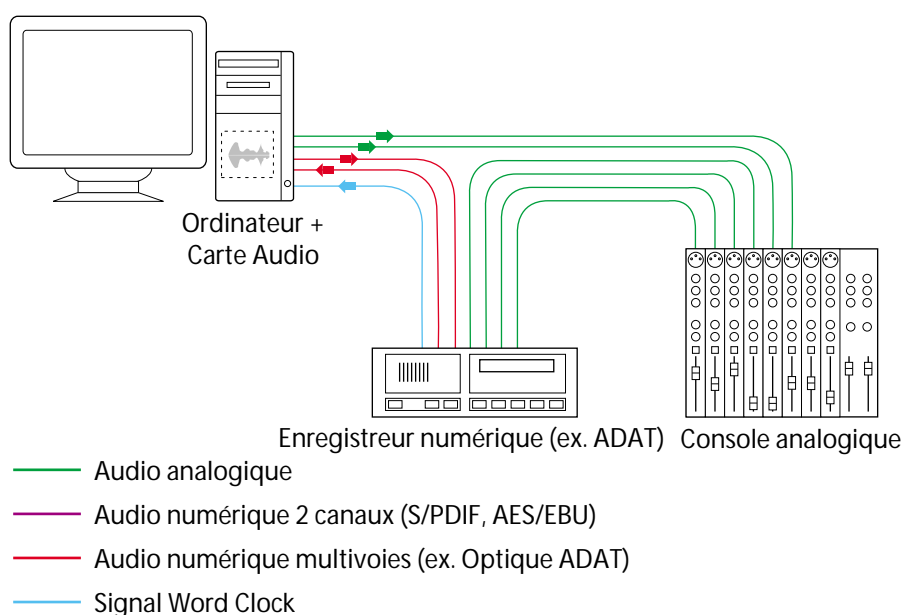 Ordinateur +
Carte Audio
Enregistreur numérique (ex. ADAT)
Console analogique
Audio analogique
Audio numérique 2 canaux (S/PDIF, AES/EBU)
Audio numérique multivoies (ex. Optique ADAT)
Signal Word Clock